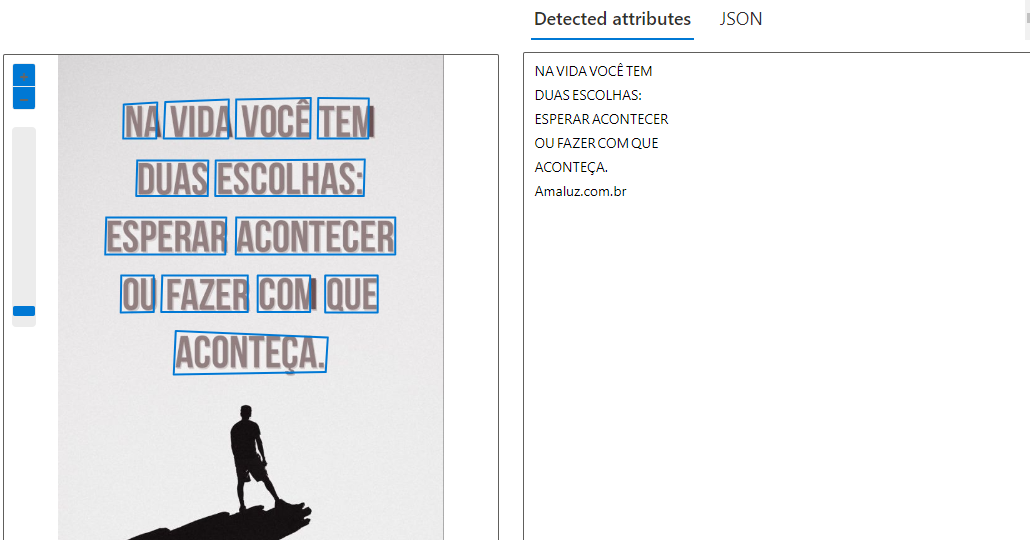 Detected attributes
JSON
NA VIDA VOCÊ TEM
DUAS ESCOLHAS:
ESPERAR ACONTECER
OU FAZER COM QUE
ACONTEÇA.
NA VIDA VOCÊ TEM
DUAS ESCOLHAS:
ESPERAR ACONTECER
OU FAZER COM QUE
ACONTEÇA.
Amaluz.com.br